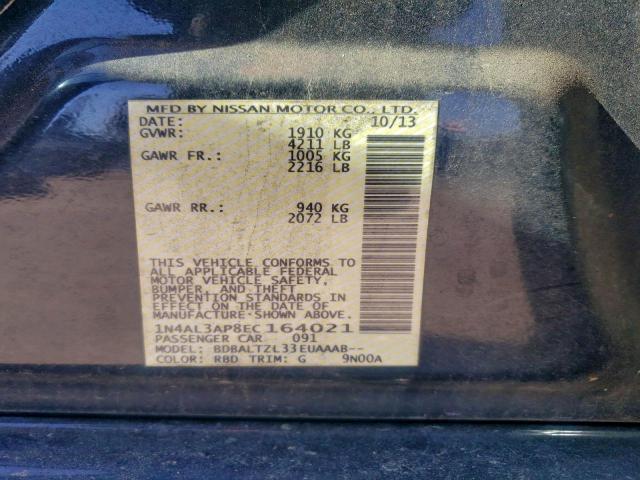 MFD BY NISSAN MOTOR CO., LTD.
DATE: 10/13
GVWR: 1910 KG
4211 LB
GAWR FR.: 1005 KG
2216 LB
GAWR RR.: 940 KG
2072 LB
THIS VEHICLE CONFORMS TO
ALL APPLICABLE FEDERAL
MOTOR VEHICLE SAFETY,
BUMPER, AND THEFT
PREVENTION STANDARDS IN
EFFECT ON THE DATE OF
MANUFACTURE SHOWN ABOVE.
1N4AL3AP8EC164021
PASSENGER CAR 091
MODEL: BDBALTZL33EUAAAB--
COLOR: RBD TRIM: G 9N00A